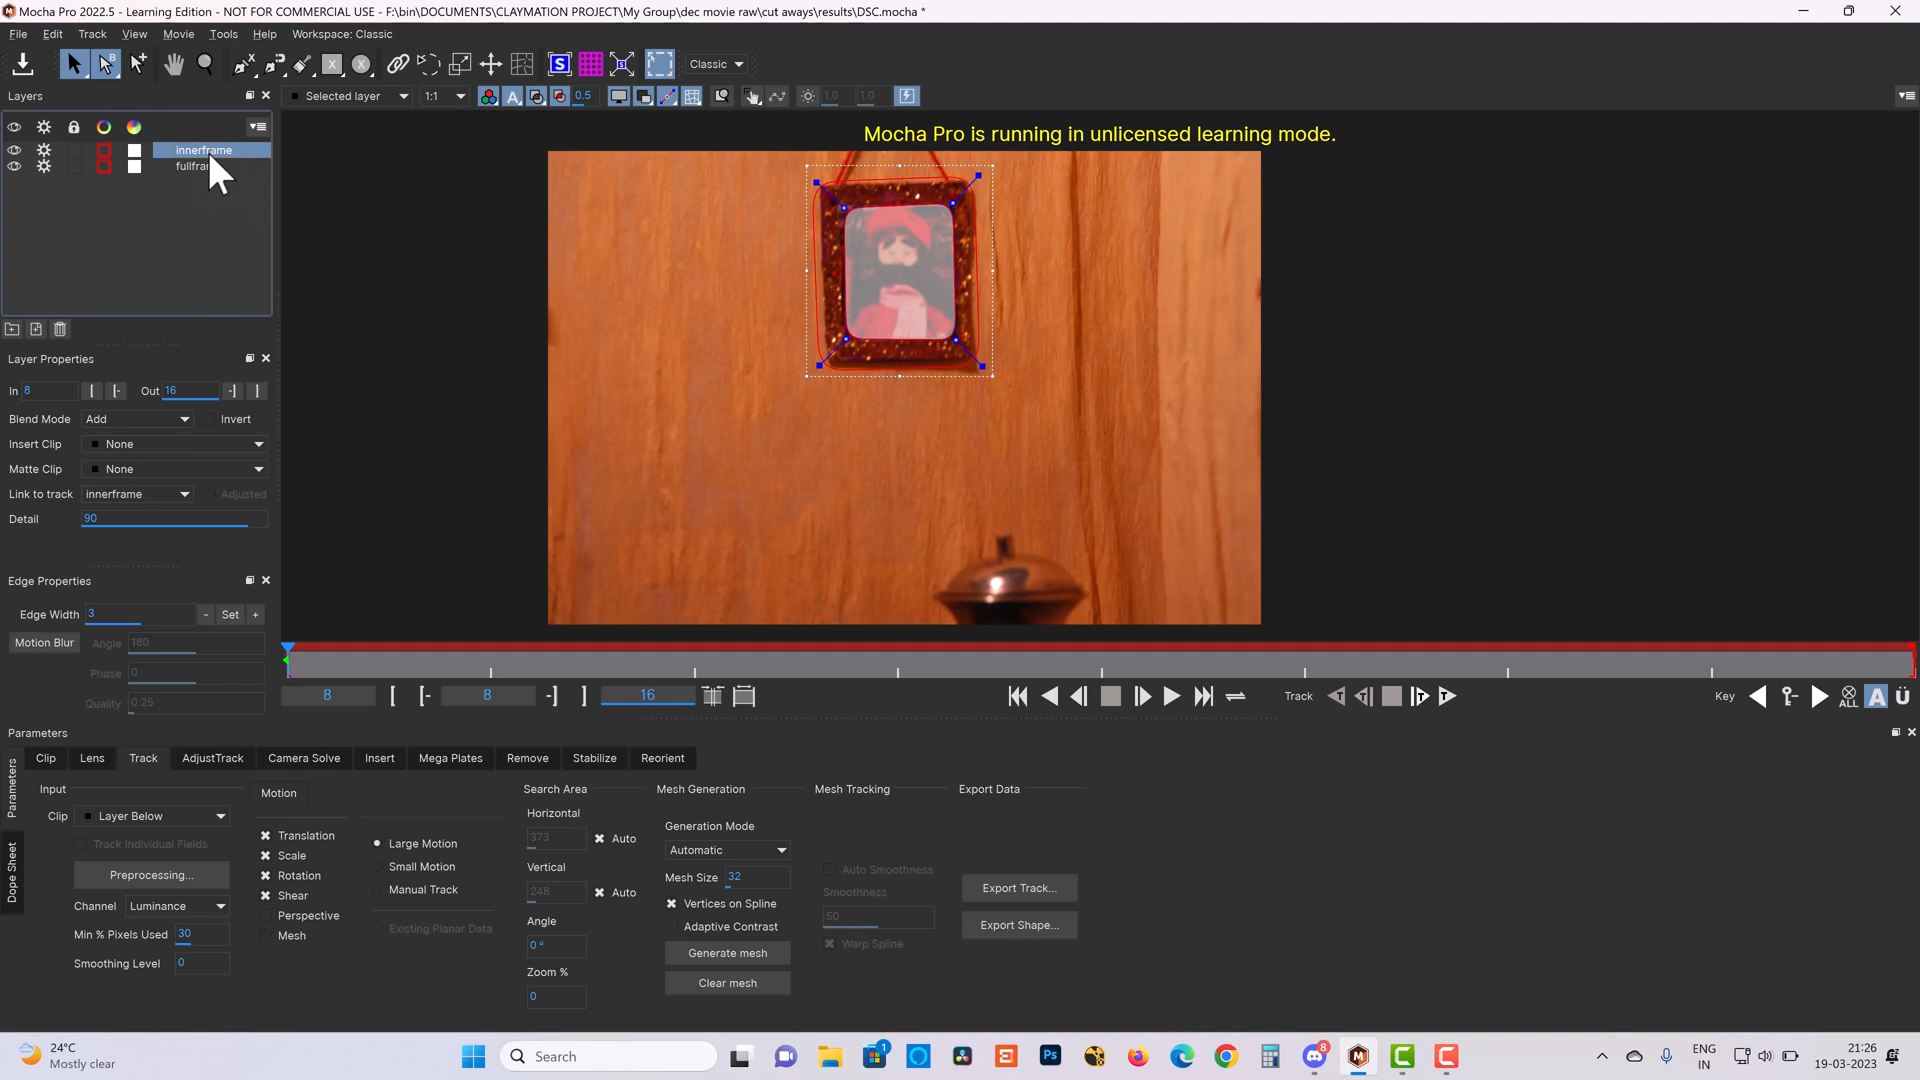 Mocha Pro 2022.5 - Learning Edition - NOT FOR COMMERCIAL USE - F:\bin\DOCUMENTS\CLAYMATION PROJECT\My Group\dec movie raw\cut aways\results\DSC.mocha *
File Edit Track View Movie Tools Help Workspace: Classic
S Classic
Layers Selected layer 1:1 A 0.5 1.0 1.0
Mocha Pro is running in unlicensed learning mode.
innerframe
Layer Properties
In 8 [ [- Out 16 -] ]
Blend Mode Add Invert
Insert Clip None
Matte Clip None
Link to track innerframe Adjusted
Detail 90
Edge Properties
Edge Width 3 - Set +
Motion Blur Angle 180
Phase 0
Quality 0.25
8 [ [- 8 -] ] 16 Track Key ALL A Ü
Parameters
Clip Lens Track AdjustTrack Camera Solve Insert Mega Plates Remove Stabilize Reorient
Parameters
Dope Sheet
Input
Clip Layer Below
Track Individual Fields
Preprocessing...
Channel Luminance
Min % Pixels Used 30
Smoothing Level 0
Motion
Translation
Scale
Rotation
Shear
Perspective
Mesh
Large Motion
Small Motion
Manual Track
Existing Planar Data
Search Area
Horizontal
373 Auto
Vertical
248 Auto
Angle
0 °
Zoom %
0
Mesh Generation
Generation Mode
Automatic
Mesh Size 32
Vertices on Spline
Adaptive Contrast
Generate mesh
Clear mesh
Mesh Tracking
Auto Smoothness
Smoothness
50
Warp Spline
Export Data
Export Track...
Export Shape...
24°C
Mostly clear
Search
1
Ps
8
ENG
IN
21:26
19-03-2023